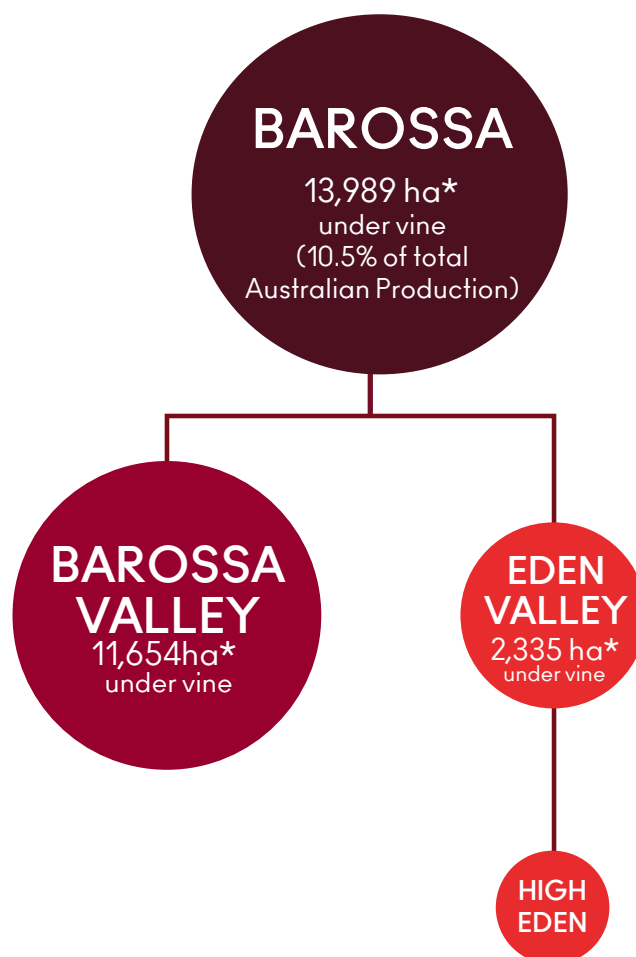 BAROSSA
13,989 ha*
under vine
(10.5% of total
Australian Production)
BAROSSA
VALLEY
11,654ha*
under vine
EDEN
VALLEY
2,335 ha*
under vine
HIGH
EDEN